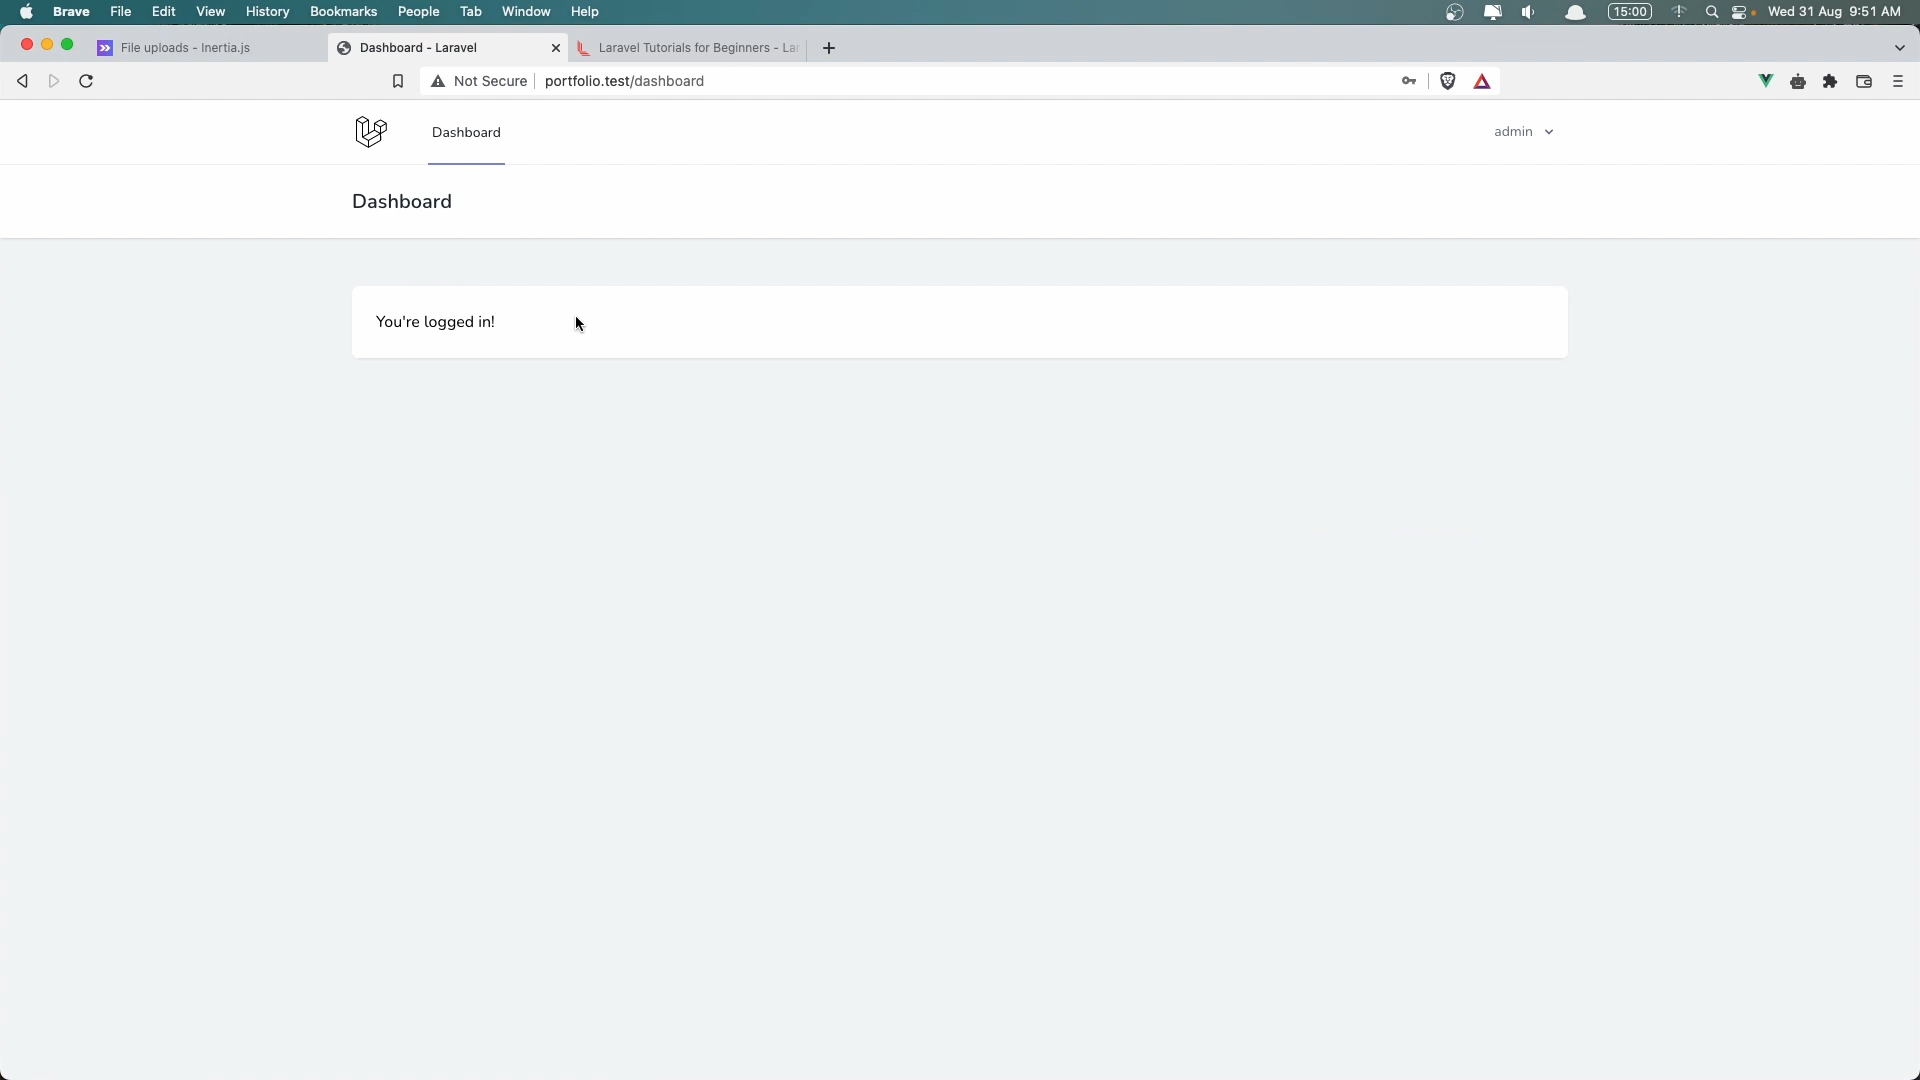 Brave File Edit View History Bookmarks People Tab Window Help 15:00 Wed 31 Aug 9:51 AM
File uploads - Inertia.js Dashboard - Laravel Laravel Tutorials for Beginners - Lar
Not Secure portfolio.test/dashboard
Dashboard admin
Dashboard
You're logged in!